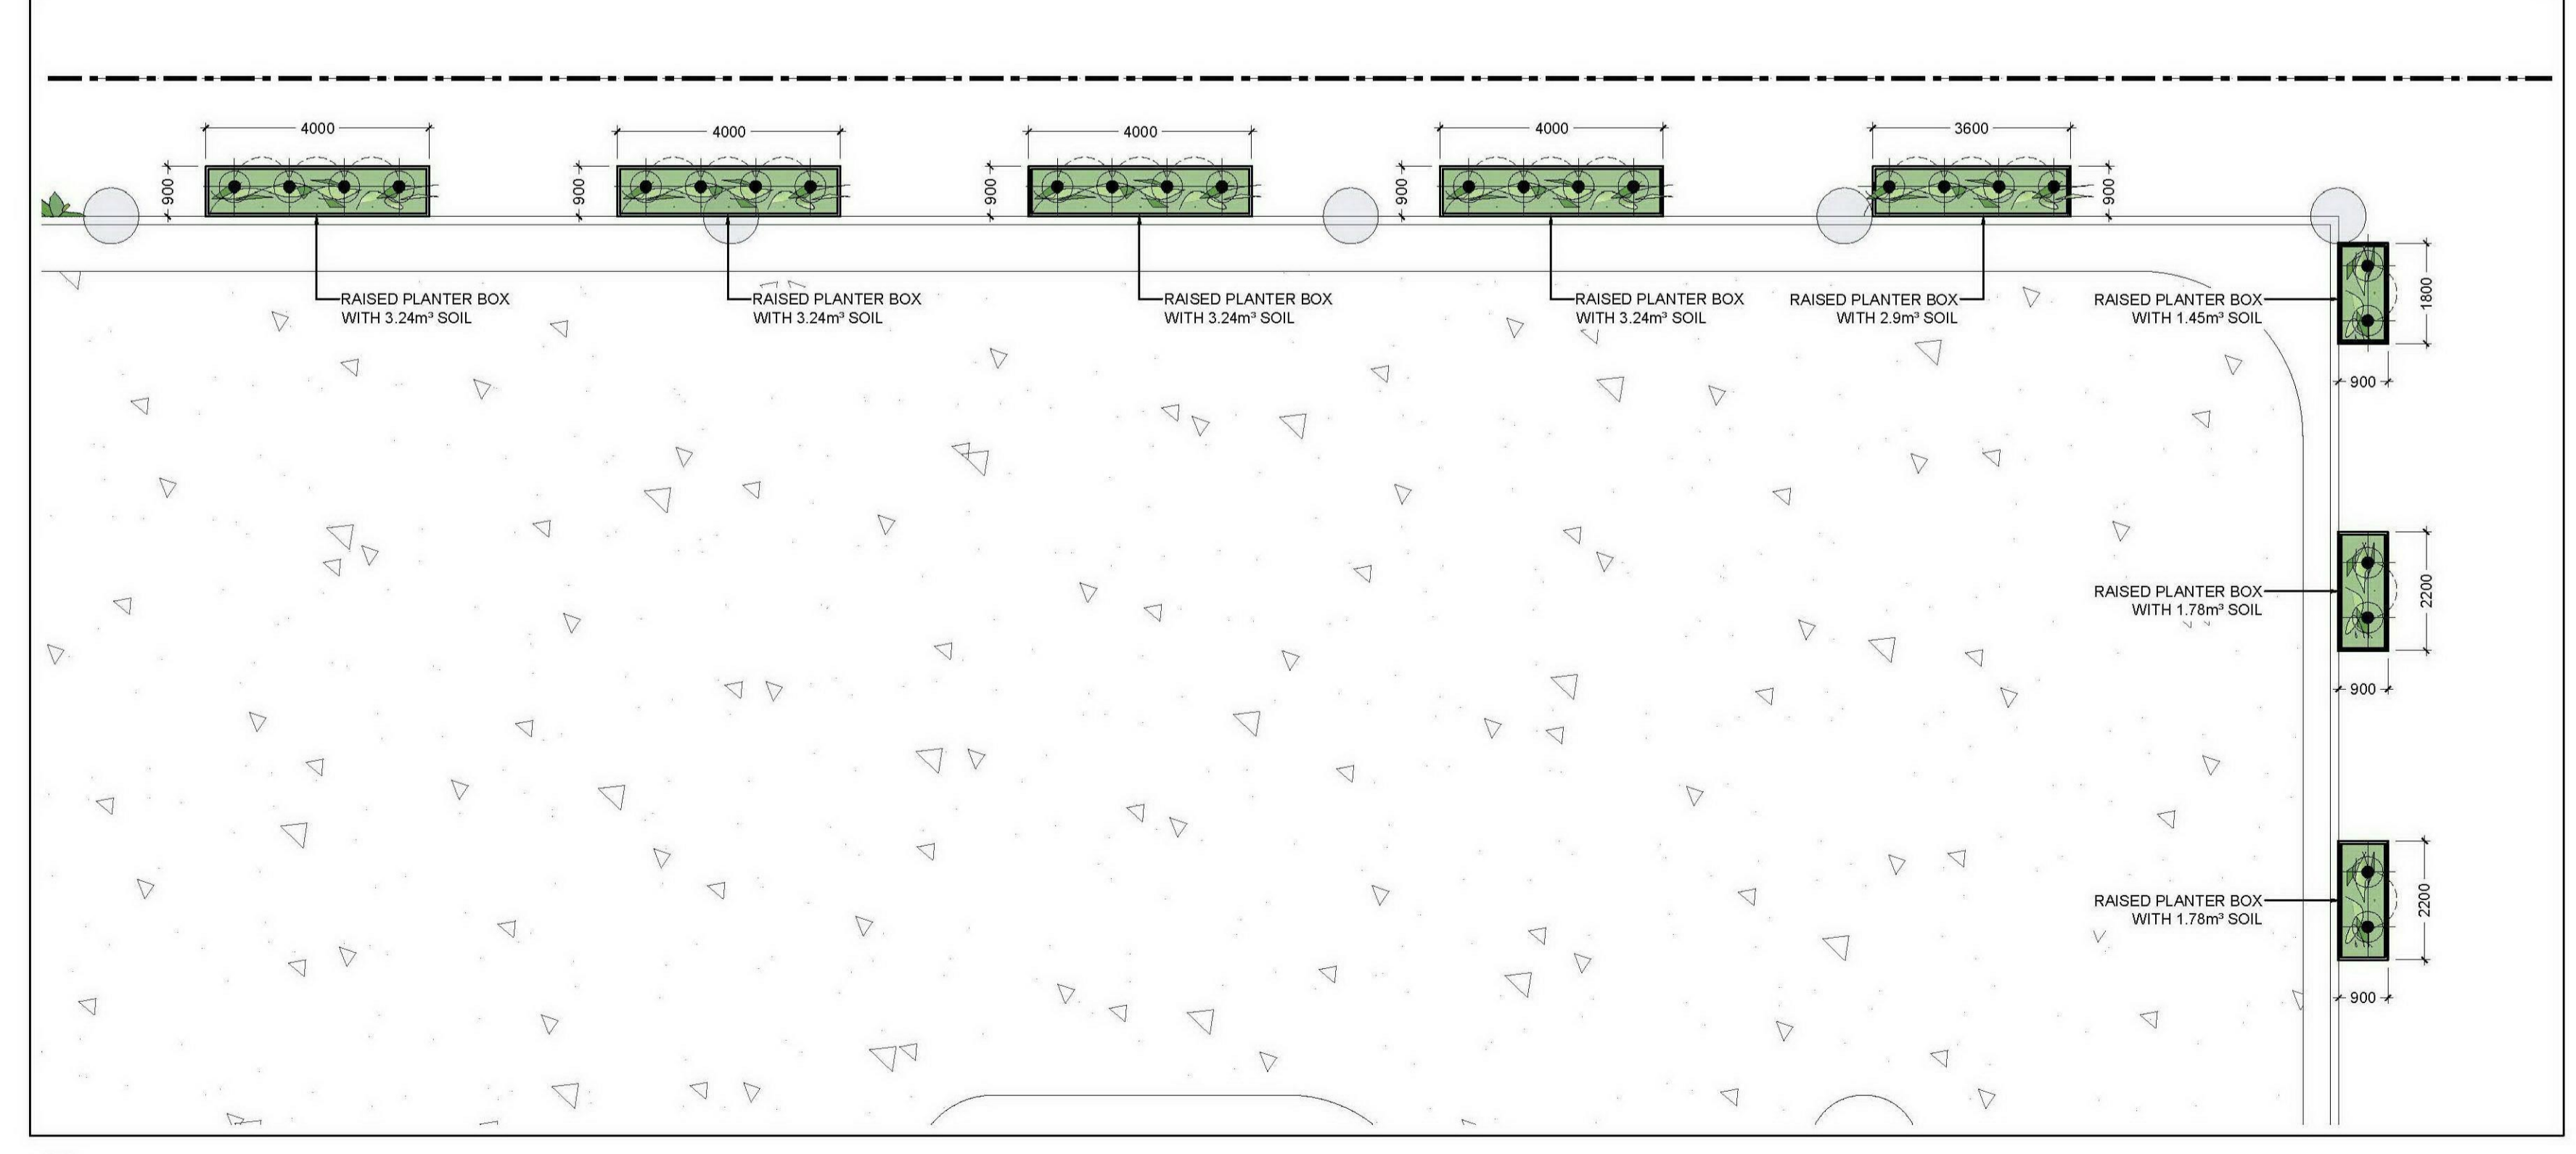 4000
4000
4000
4000
3600
900
900
900
900
900
RAISED PLANTER BOX
WITH 3.24m³ SOIL
RAISED PLANTER BOX
WITH 3.24m³ SOIL
RAISED PLANTER BOX
WITH 3.24m³ SOIL
RAISED PLANTER BOX
WITH 3.24m³ SOIL
RAISED PLANTER BOX
WITH 2.9m³ SOIL
RAISED PLANTER BOX
WITH 1.45m³ SOIL
1800
900
RAISED PLANTER BOX
WITH 1.78m³ SOIL
2200
900
RAISED PLANTER BOX
WITH 1.78m³ SOIL
2200
900